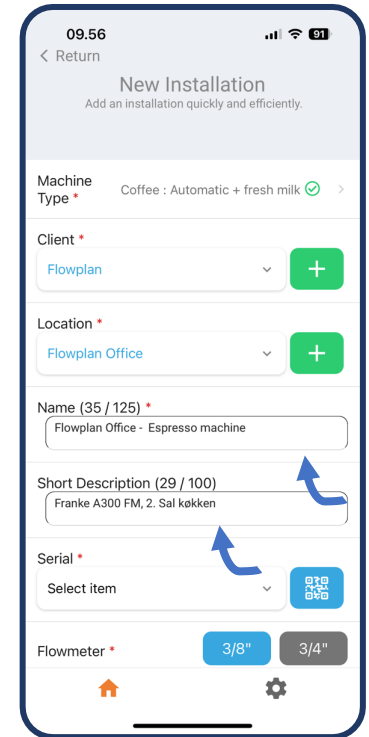 09.56
91
Return
New Installation
Add an installation quickly and efficiently.
Machine Type * Coffee : Automatic + fresh milk
Client *
Flowplan
Location *
Flowplan Office
Name (35 / 125) *
Flowplan Office - Espresso machine
Short Description (29 / 100)
Franke A300 FM, 2. Sal køkken
Serial *
Select item
Flowmeter * 3/8" 3/4"